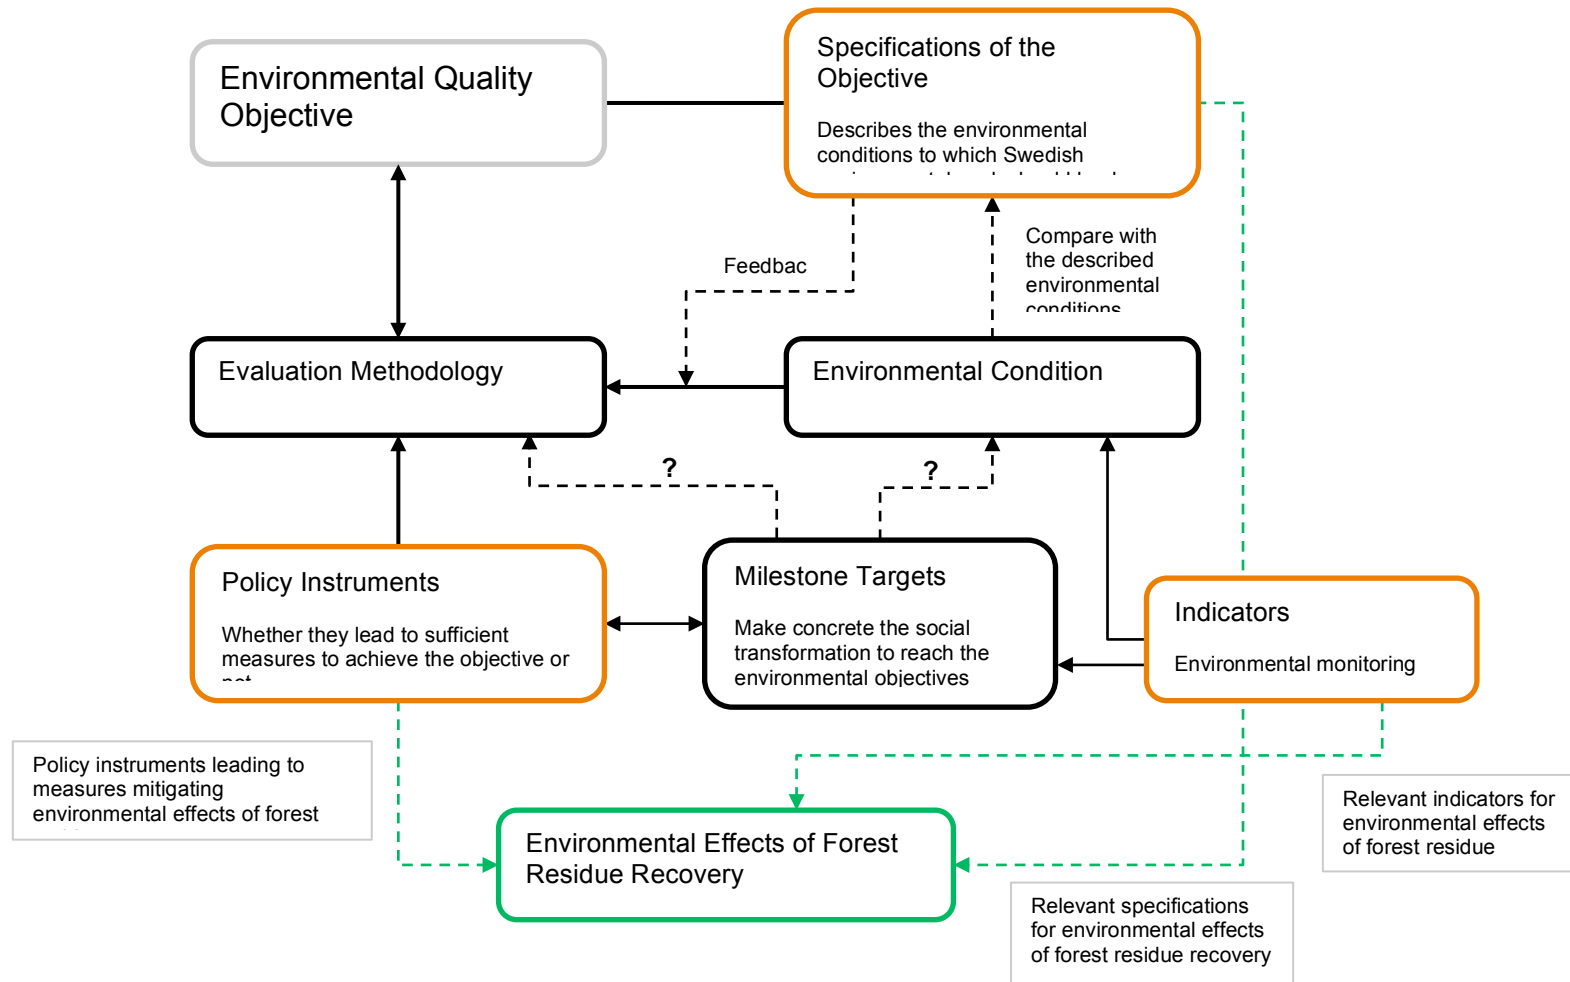 Environmental Quality
Objective
Specifications of the
Objective
Describes the environmental
conditions to which Swedish
Feedbac
Compare with
the described
environmental
conditions
Evaluation Methodology
Environmental Condition
?
?
Policy Instruments
Whether they lead to sufficient
measures to achieve the objective or
Milestone Targets
Make concrete the social
transformation to reach the
environmental objectives
Indicators
Environmental monitoring
Policy instruments leading to
measures mitigating
environmental effects of forest
Environmental Effects of Forest
Residue Recovery
Relevant indicators for
environmental effects
of forest residue
Relevant specifications
for environmental effects
of forest residue recovery